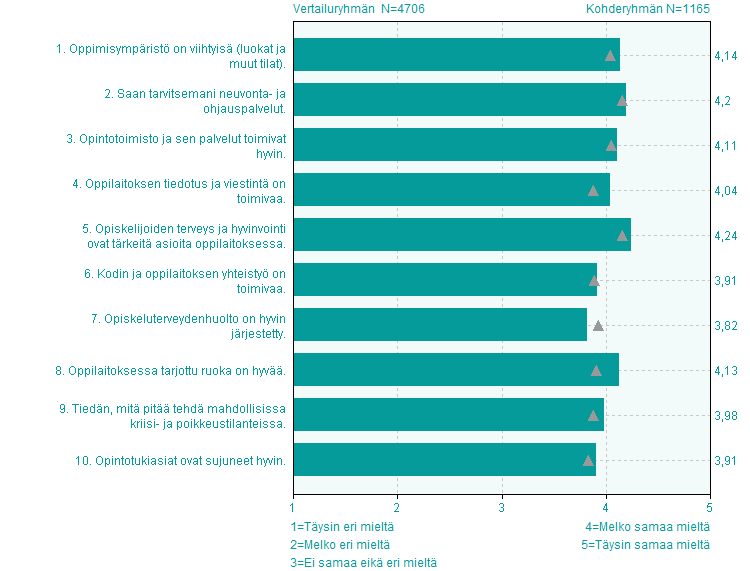 Vertailuryhmän N=4706
Kohderyhmän N=1165
1. Oppimisympäristö on viihtyisä (luokat ja
muut tilat).
4,14
2. Saan tarvitsemani neuvonta- ja
ohjauspalvelut.
4,2
3. Opintotoimisto ja sen palvelut toimivat
hyvin.
4,11
4. Oppilaitoksen tiedotus ja viestintä on
toimivaa.
4,04
5. Opiskelijoiden terveys ja hyvinvointi
ovat tärkeitä asioita oppilaitoksessa.
4,24
6. Kodin ja oppilaitoksen yhteistyö on
toimivaa.
3,91
7. Opiskeluterveydenhuolto on hyvin
järjestetty.
3,82
8. Oppilaitoksessa tarjottu ruoka on hyvää.
4,13
9. Tiedän, mitä pitää tehdä mahdollisissa
kriisi- ja poikkeustilanteissa.
3,98
10. Opintotukiasiat ovat sujuneet hyvin.
3,91
1 2 3 4 5
1=Täysin eri mieltä
2=Melko eri mieltä
3=Ei samaa eikä eri mieltä
4=Melko samaa mieltä
5=Täysin samaa mieltä